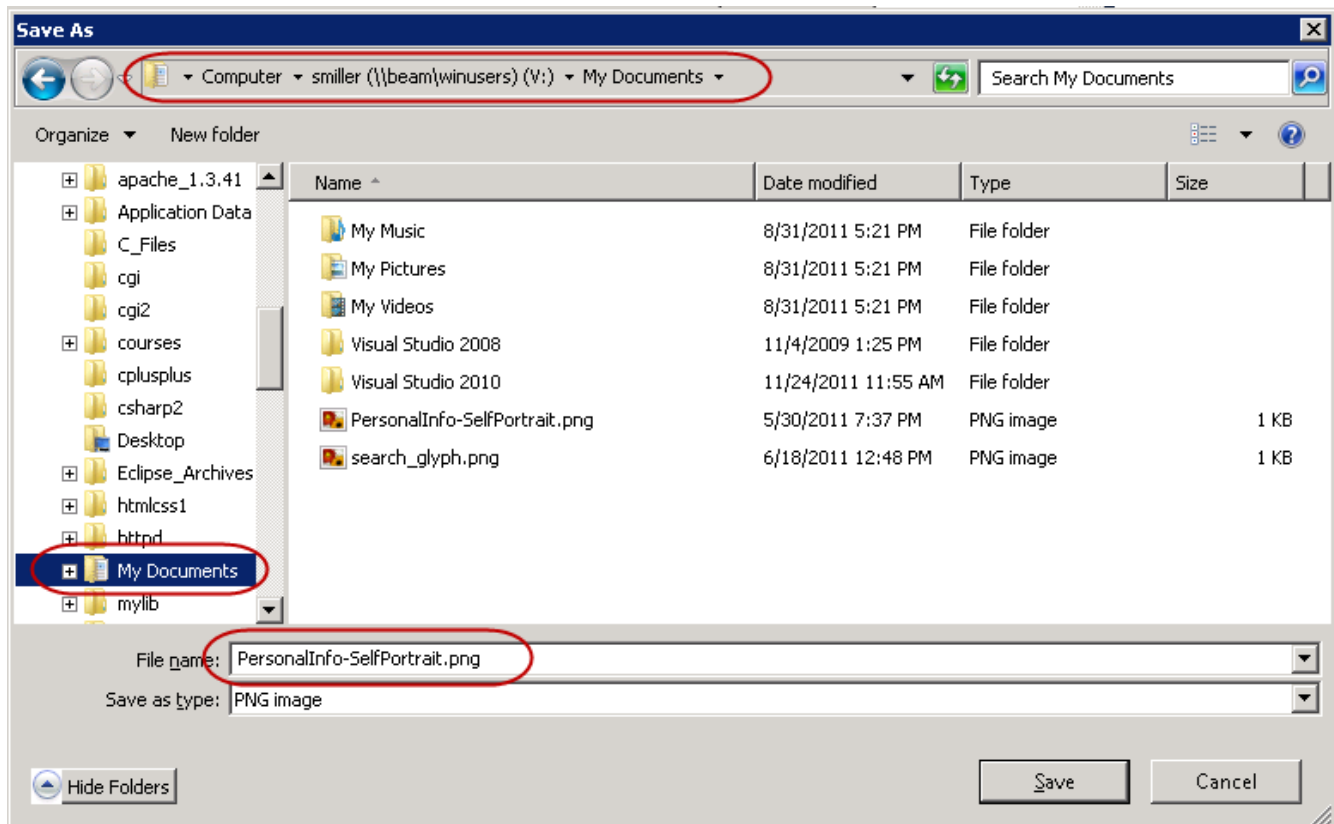 Save As
Computer smiller (\\beam\winusers) (V:) My Documents Search My Documents
Organize New folder
apache_1.3.41
Application Data
C_Files
cgi
cgi2
courses
cplusplus
csharp2
Desktop
Eclipse_Archives
htmlcss1
httpd
My Documents
mylib
Name Date modified Type Size
My Music 8/31/2011 5:21 PM File folder
My Pictures 8/31/2011 5:21 PM File folder
My Videos 8/31/2011 5:21 PM File folder
Visual Studio 2008 11/4/2009 1:25 PM File folder
Visual Studio 2010 11/24/2011 11:55 AM File folder
PersonalInfo-SelfPortrait.png 5/30/2011 7:37 PM PNG image 1 KB
search_glyph.png 6/18/2011 12:48 PM PNG image 1 KB
File name: PersonalInfo-SelfPortrait.png
Save as type: PNG image
Hide Folders Save Cancel